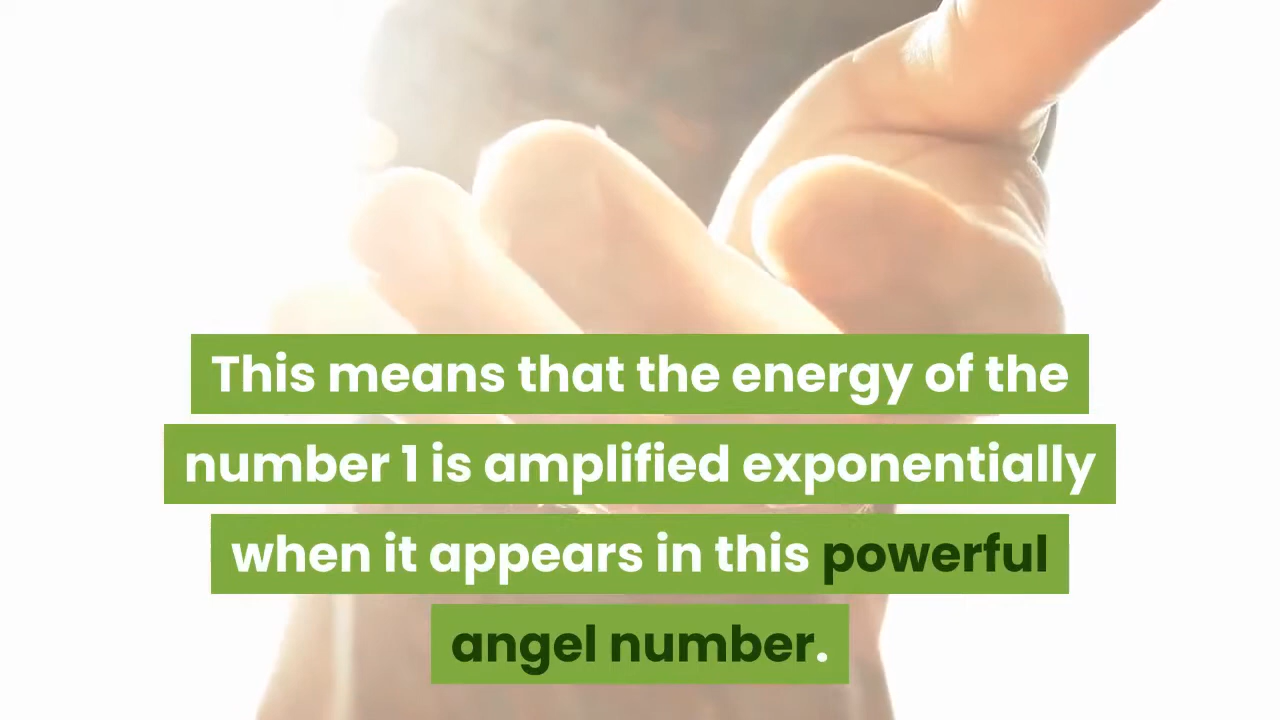 This means that the energy of the
number 1 is amplified exponentially
when it appears in this powerful
angel number.